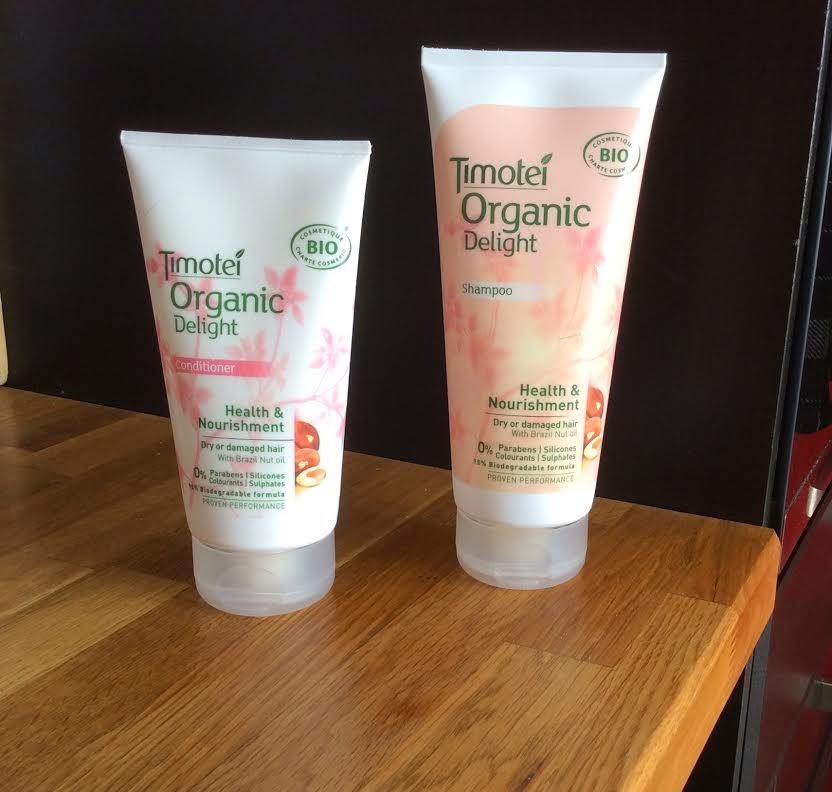 Timotei
Organic
Delight
COSMETIQUE
BIO
CHARTE COSMEBIO
Conditioner
Health &
Nourishment
Dry or damaged hair
With Brazil Nut oil
0% Parabens | Silicones
Colourants | Sulphates
Biodegradable formula
PROVEN PERFORMANCE
Timotei
Organic
Delight
COSMETIQUE
BIO
CHARTE
Shampoo
Health &
Nourishment
Dry or damaged hair
With Brazil Nut oil
0% Parabens | Silicones
Colourants | Sulphates
Biodegradable formula
PROVEN PERFORMANCE